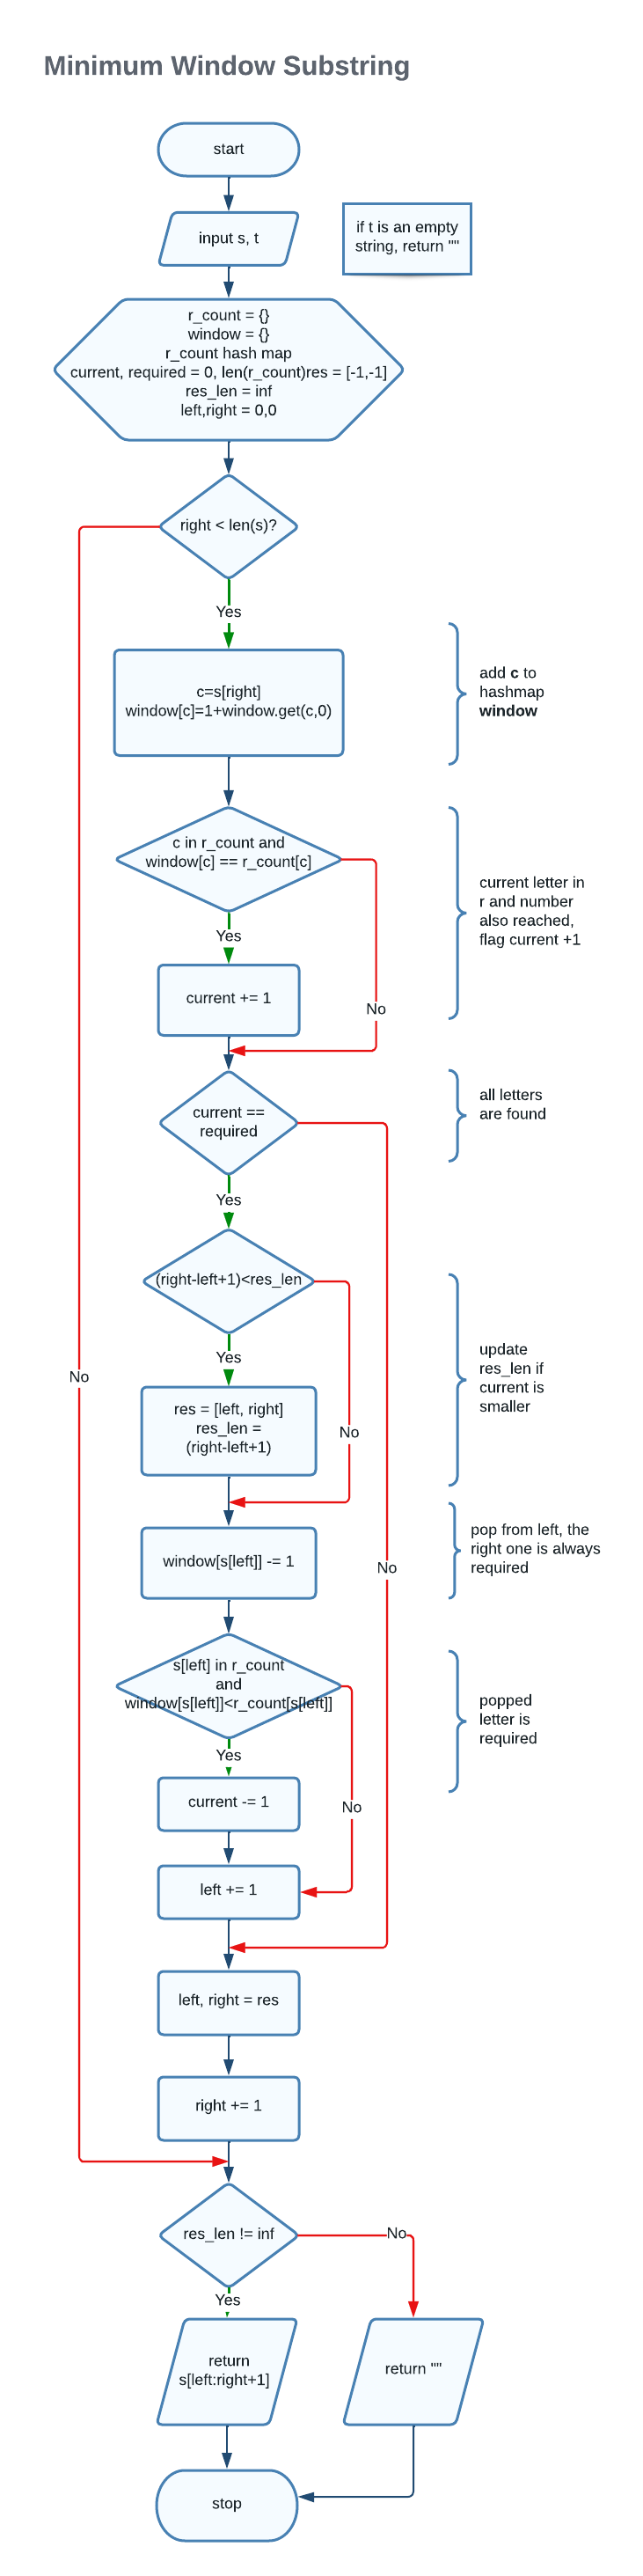 Minimum Window Substring
start
input s, t
if t is an empty
string, return ""
r_count = {}
window = {}
r_count hash map
current, required = 0, len(r_count)res = [-1,-1]
res_len = inf
left,right = 0,0
right < len(s)?
Yes
c=s[right]
window[c]=1+window.get(c,0)
add c to
hashmap
window
c in r_count and
window[c] == r_count[c]
current letter in
r and number
also reached,
flag current +1
Yes
current += 1
No
current ==
required
all letters
are found
Yes
(right-left+1)<res_len
Yes
No
update
res_len if
current is
smaller
res = [left, right]
res_len =
(right-left+1)
No
window[s[left]] -= 1
pop from left, the
right one is always
required
No
s[left] in r_count
and
window[s[left]]<r_count[s[left]]
popped
letter is
required
Yes
current -= 1
No
left += 1
left, right = res
right += 1
res_len != inf
No
Yes
return
s[left:right+1]
return ""
stop